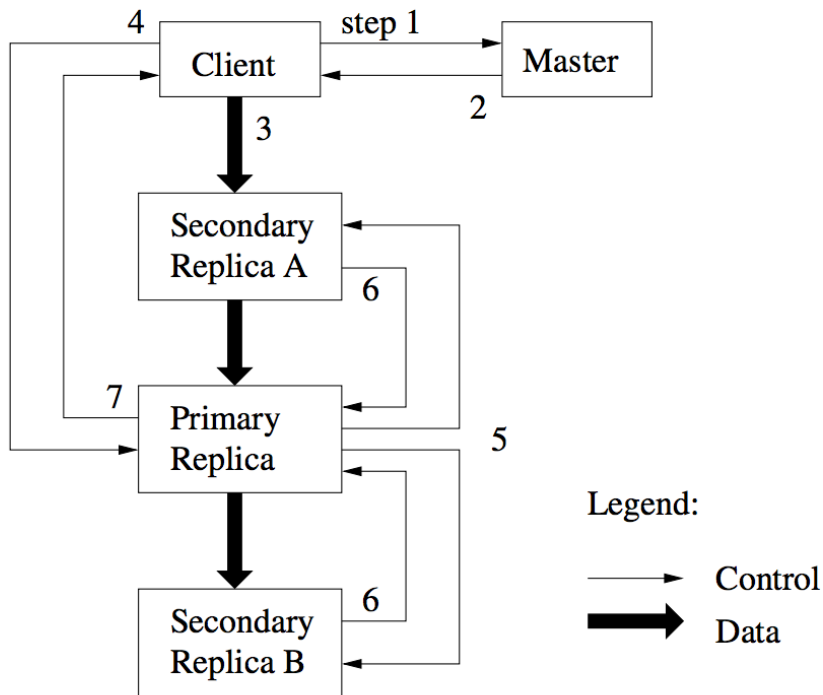 4
step 1
Client
Master
2
3
Secondary
Replica A
6
7
Primary
Replica
5
Legend:
Control
6
Secondary
Data
Replica B